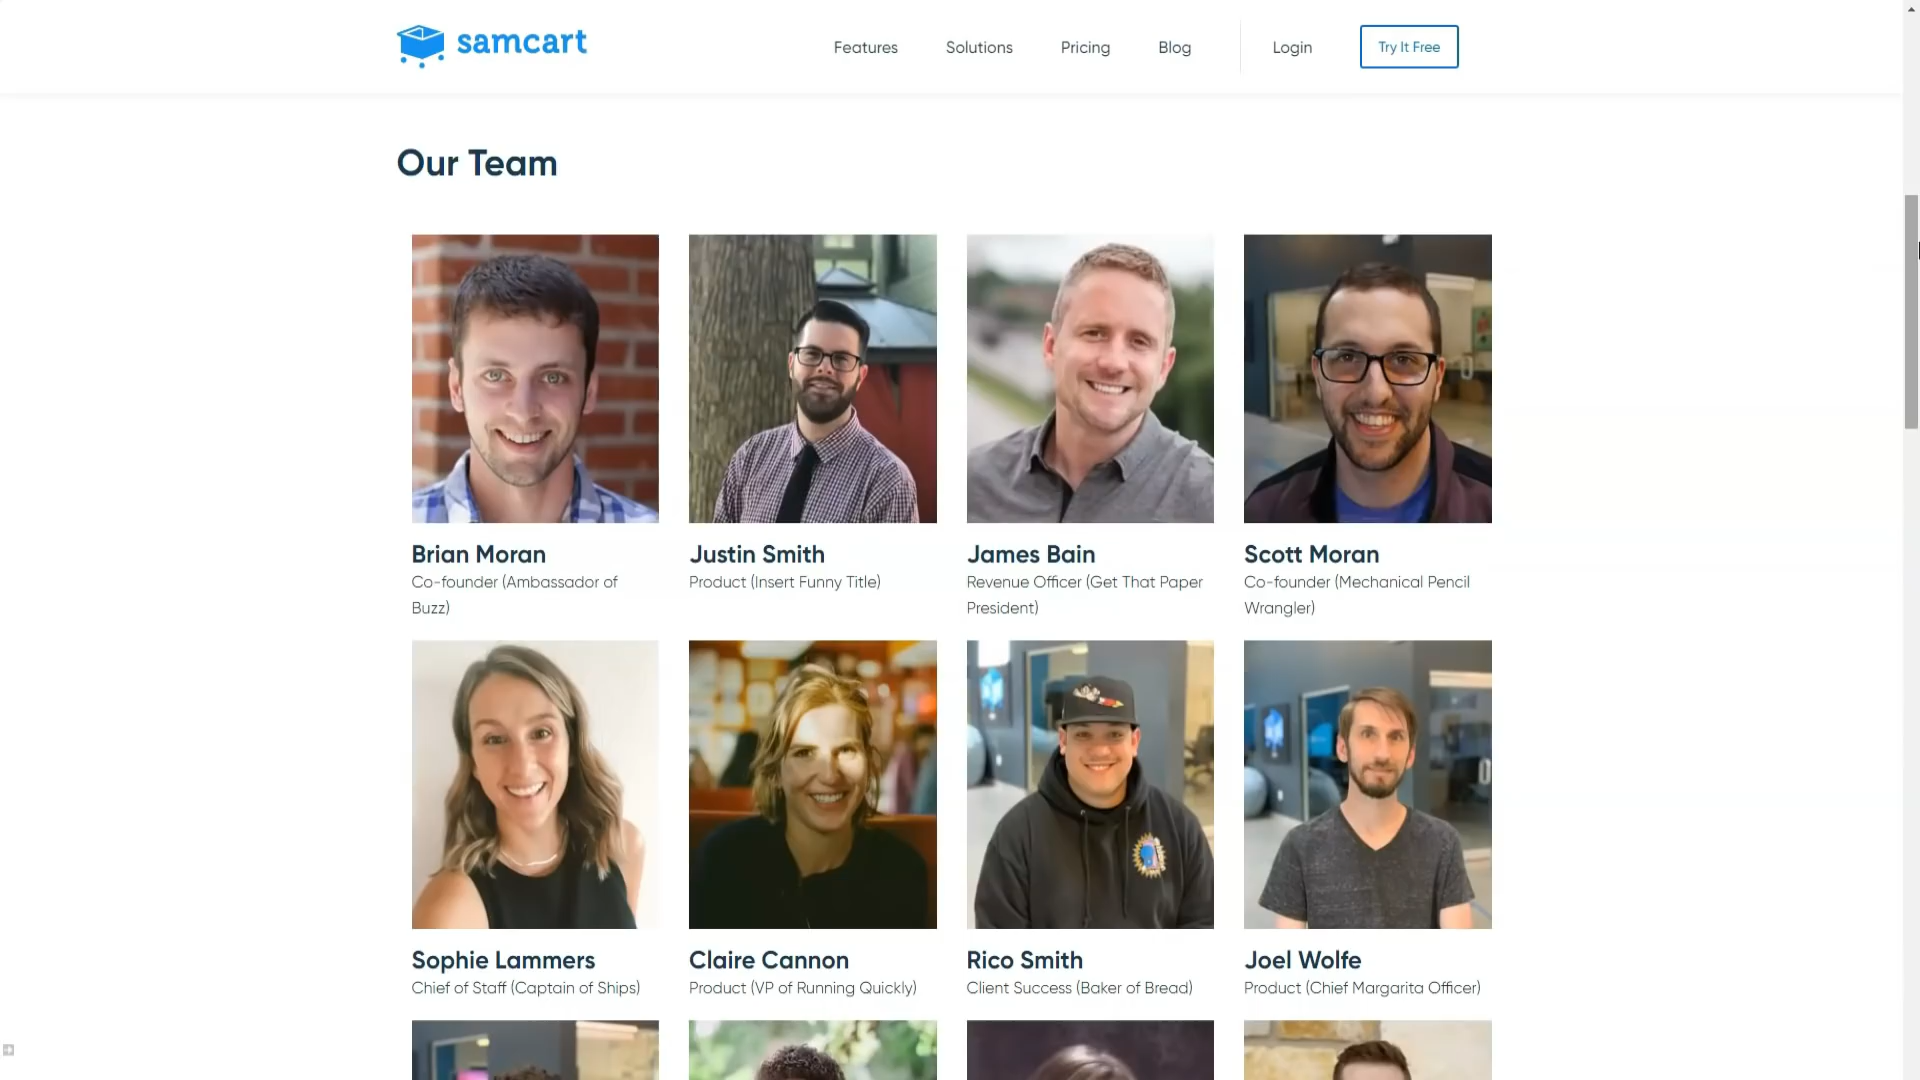 samcart
Features
Solutions
Pricing
Blog
Login
Try It Free
Our Team
Brian Moran
Co-founder (Ambassador of
Buzz)
Justin Smith
Product (Insert Funny Title)
James Bain
Revenue Officer (Get That Paper
President)
Scott Moran
Co-founder (Mechanical Pencil
Wrangler)
Sophie Lammers
Chief of Staff (Captain of Ships)
Claire Cannon
Product (VP of Running Quickly)
Rico Smith
Client Success (Baker of Bread)
Joel Wolfe
Product (Chief Margarita Officer)